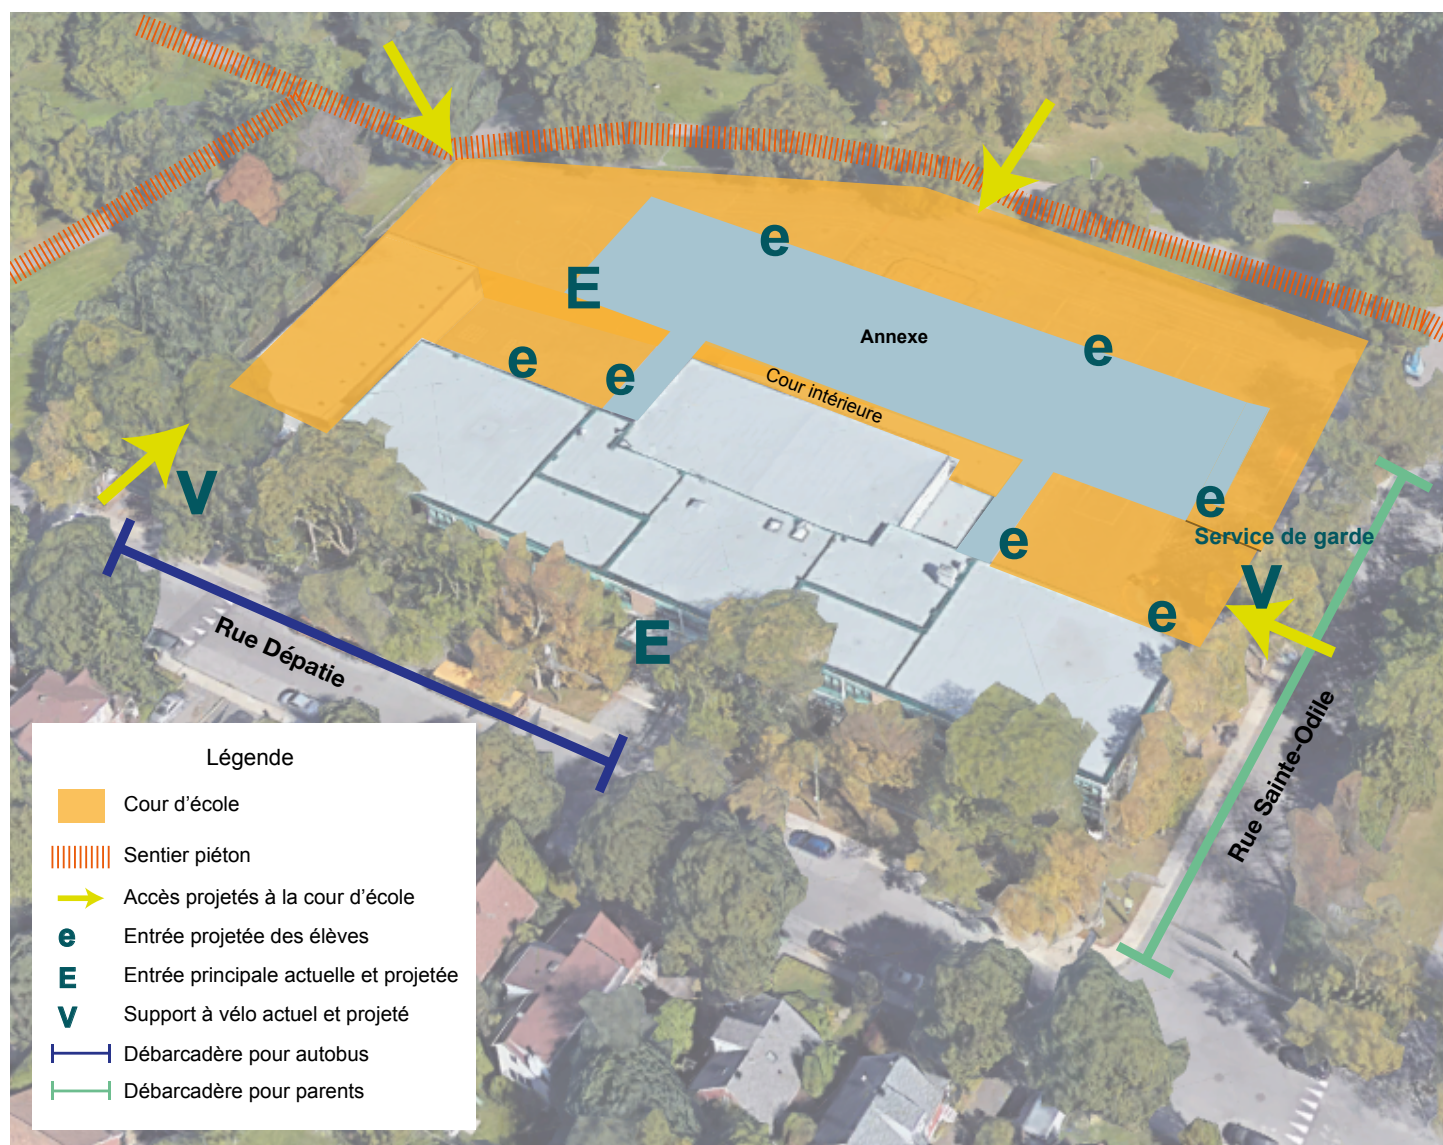 e
E
Annexe
e
e
e
Cour intérieure
V
e
e
Service de garde
V
e
E
Rue Dépatie
Rue Sainte-Odile
Légende
Cour d’école
Sentier piéton
Accès projetés à la cour d’école
e Entrée projetée des élèves
E Entrée principale actuelle et projetée
V Support à vélo actuel et projeté
Débarcadère pour autobus
Débarcadère pour parents